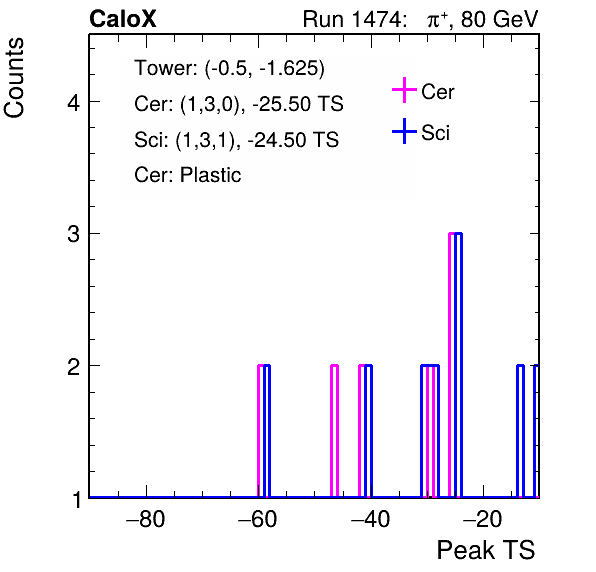 CaloX
Run 1474: π+, 80 GeV
Counts
Tower: (-0.5, -1.625)
Cer: (1,3,0), -25.50 TS
Sci: (1,3,1), -24.50 TS
Cer: Plastic
Cer
Sci
4
3
2
1
−80 −60 −40 −20
Peak TS